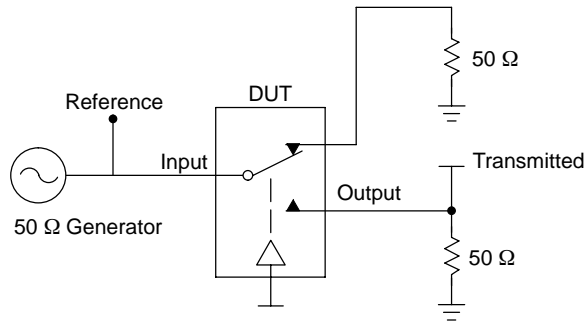 50 Ω
DUT
Reference
Input
Transmitted
Output
50 Ω Generator
50 Ω